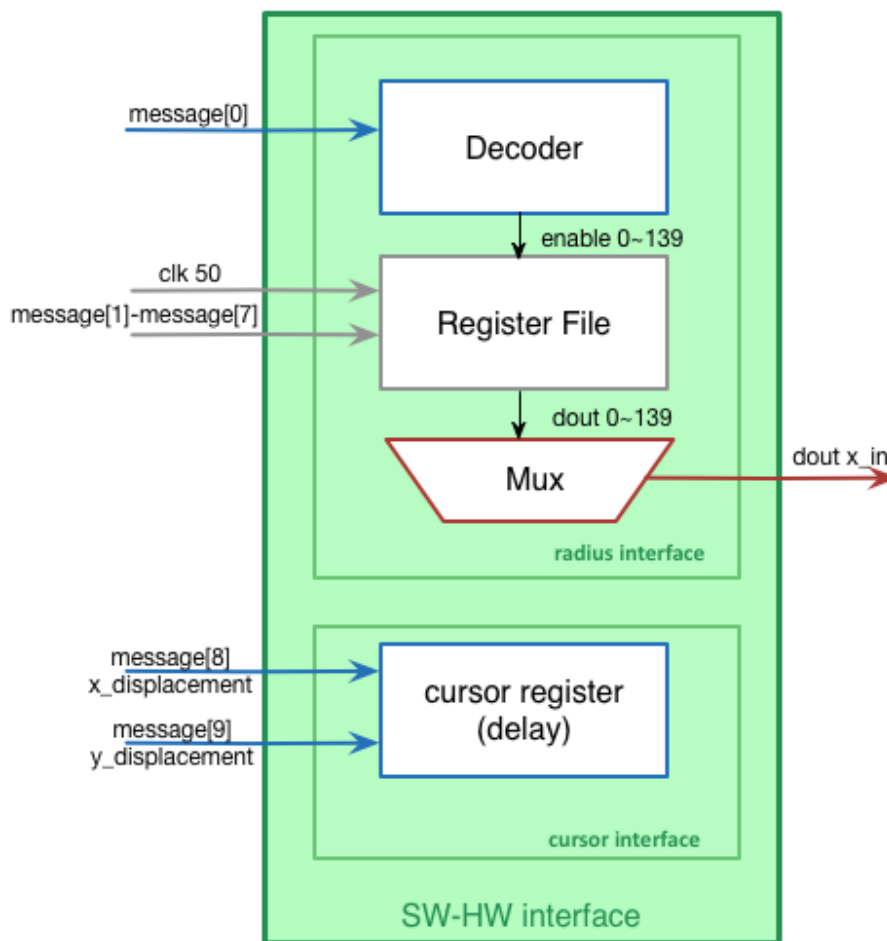 message[0]
Decoder
enable 0~139
clk 50
message[1]-message[7]
Register File
dout 0~139
Mux
dout x_in
radius interface
message[8]
x_displacement
cursor register
(delay)
message[9]
y_displacement
cursor interface
SW-HW interface